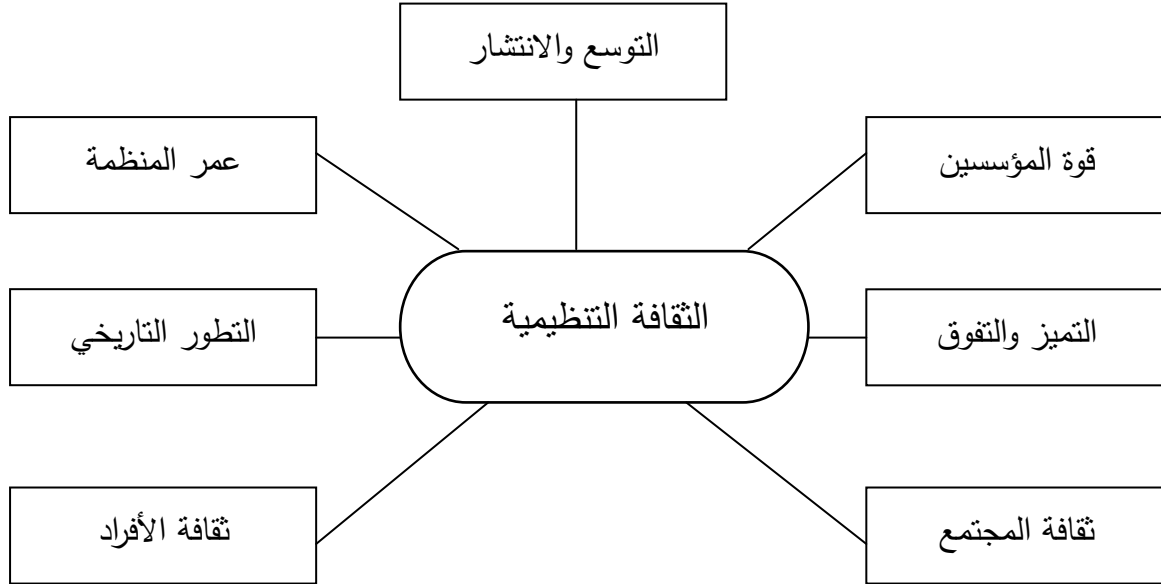 التوسع والانتشار
قوة المؤسسين
عمر المنظمة
الثقافة التنظيمية
التميز والتفوق
التطور التاريخي
ثقافة المجتمع
ثقافة الأفراد